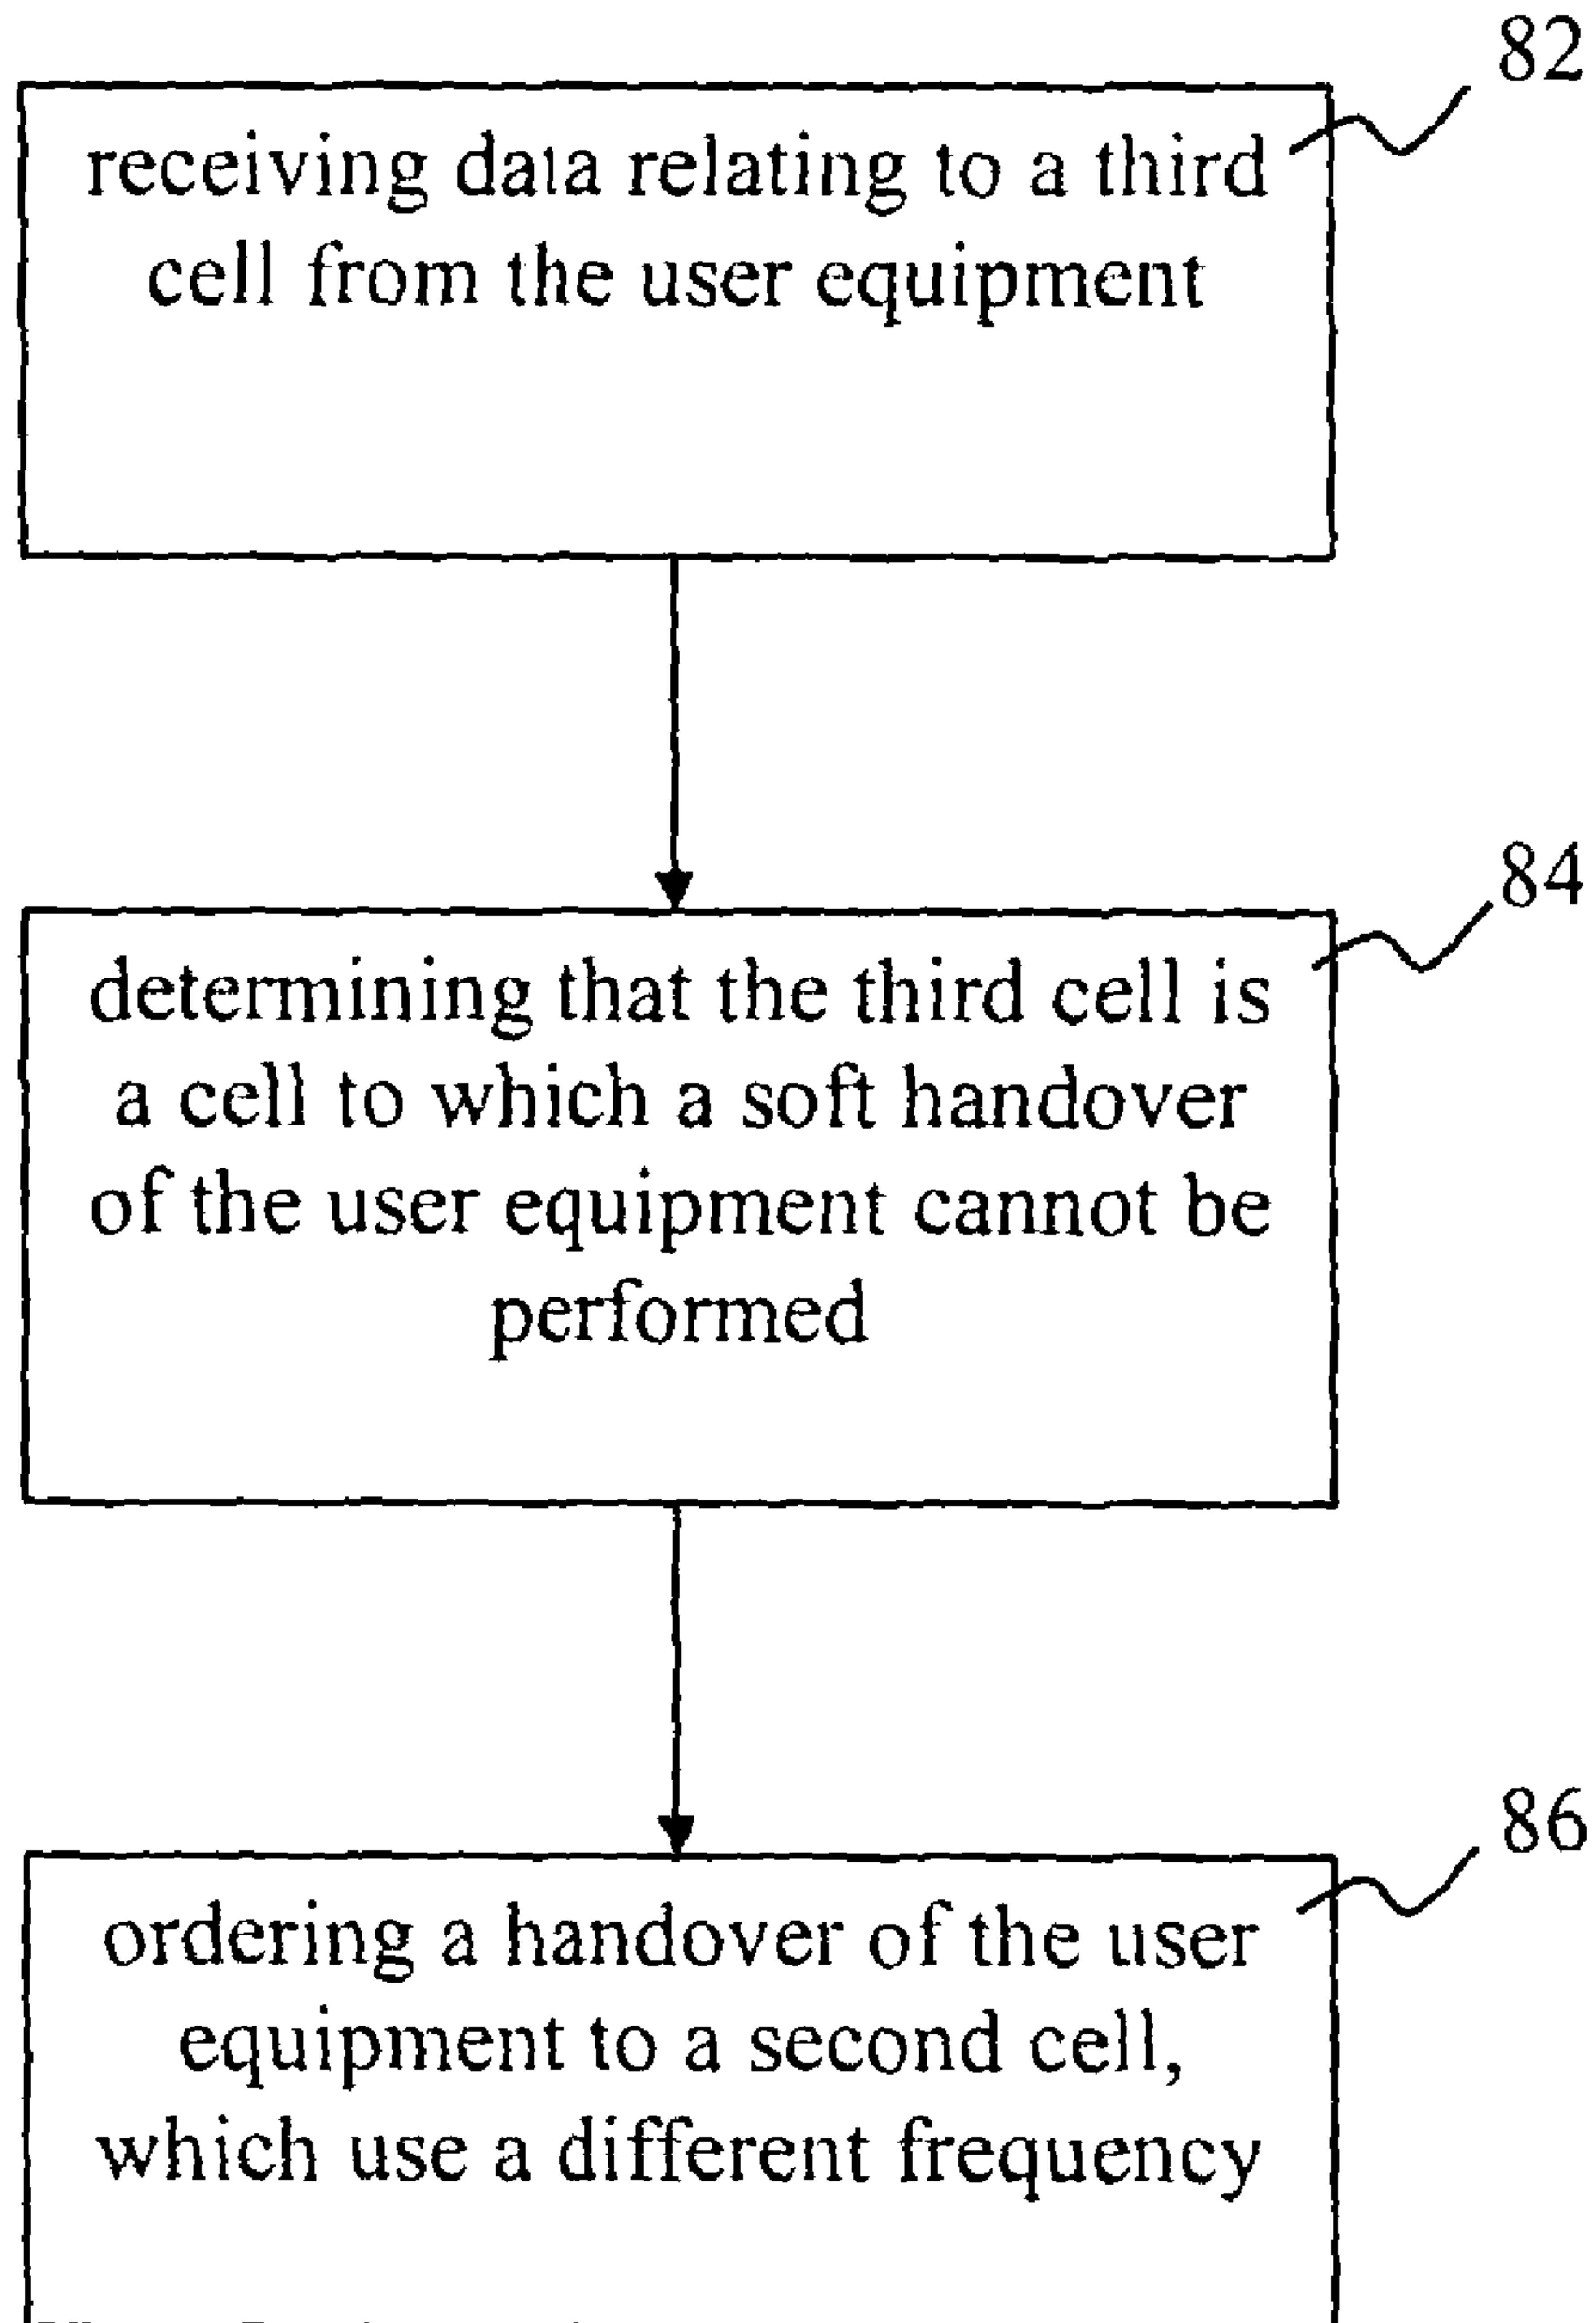 82
receiving data relating to a third
cell from the user equipment
84
determining that the third cell is
a cell to which a soft handover
of the user equipment cannot be
performed
86
ordering a handover of the user
equipment to a second cell,
which use a different frequency